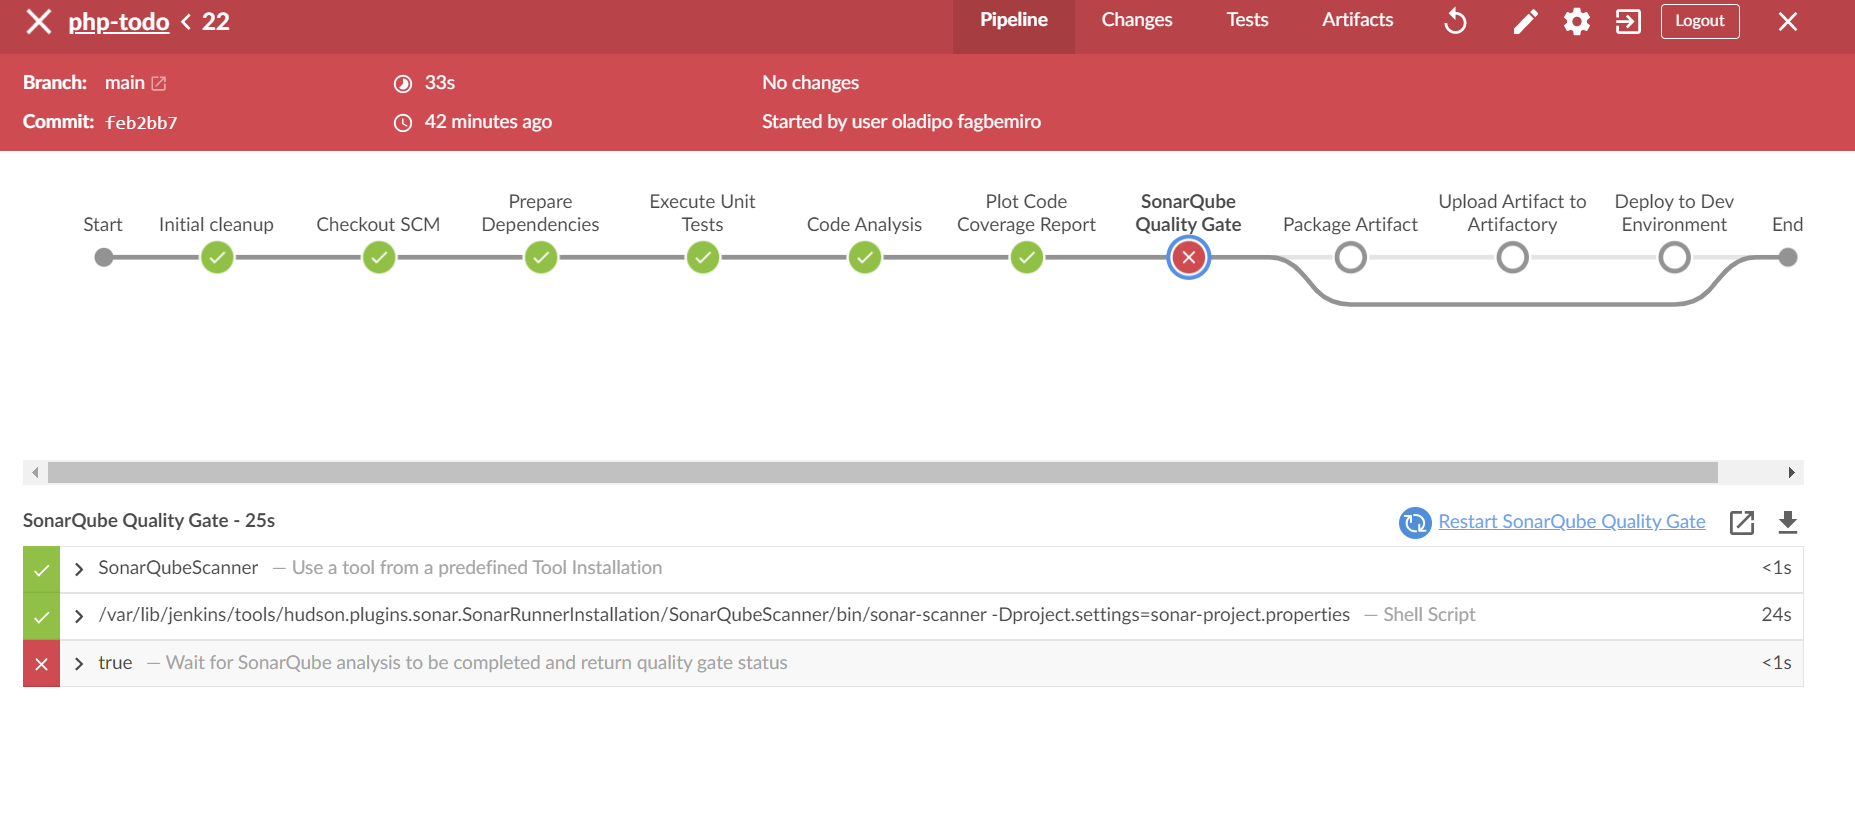 php-todo < 22
Pipeline
Changes
Tests
Artifacts
Logout
Branch: main
33s
No changes
Commit: feb2bb7
42 minutes ago
Started by user oladipo fagbemiro
Start
Initial cleanup
Checkout SCM
Prepare
Dependencies
Execute Unit
Tests
Code Analysis
Plot Code
Coverage Report
SonarQube
Quality Gate
Package Artifact
Upload Artifact to
Artifactory
Deploy to Dev
Environment
End
SonarQube Quality Gate - 25s
Restart SonarQube Quality Gate
SonarQubeScanner — Use a tool from a predefined Tool Installation <1s
/var/lib/jenkins/tools/hudson.plugins.sonar.SonarRunnerInstallation/SonarQubeScanner/bin/sonar-scanner -Dproject.settings=sonar-project.properties — Shell Script 24s
true — Wait for SonarQube analysis to be completed and return quality gate status <1s